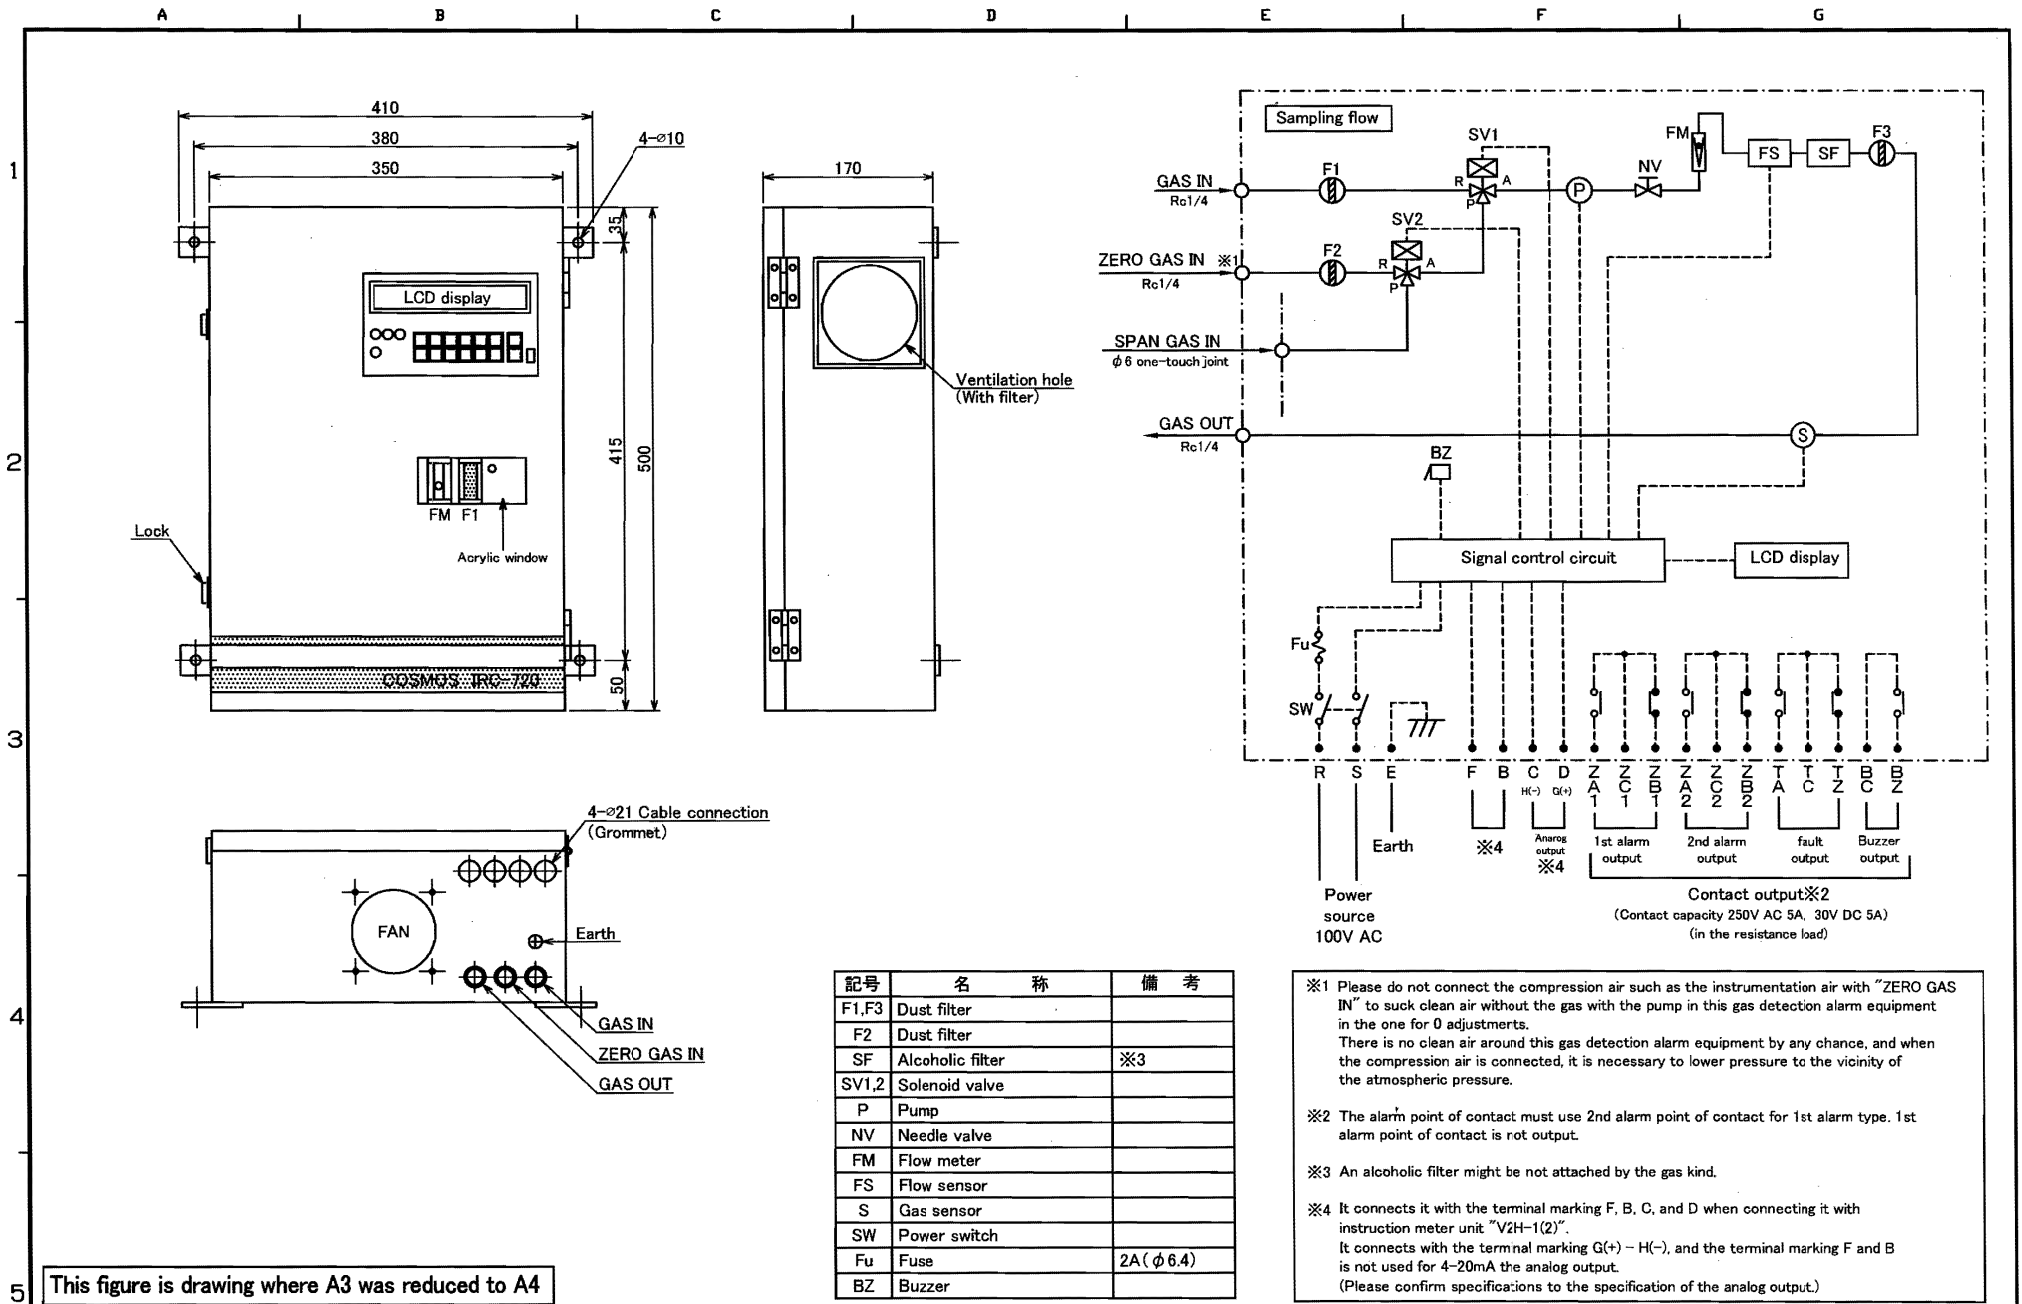 A B C D E F G
1
2
3
4
5
410
380
350
4-⌀10
35
415
500
50
LCD display
FM F1
Acrylic window
Lock
COSMOS IRC-720
170
Ventilation hole
(With filter)
4-⌀21 Cable connection
(Grommet)
FAN
Earth
GAS IN
ZERO GAS IN
GAS OUT
Sampling flow
GAS IN
Rc1/4
F1
SV1
R A
P
P
NV
FM
FS
SF
F3
ZERO GAS IN ※1
Rc1/4
F2
SV2
R A
P
SPAN GAS IN
φ6 one-touch joint
GAS OUT
Rc1/4
S
BZ
Signal control circuit
LCD display
Fu
SW
R S E F B C D ZA1 ZC1 ZB1 ZA2 ZC2 ZB2 TA TC TZ BC BZ
H(-) G(+)
Earth
※4
Anarog
output
※4
1st alarm
output
2nd alarm
output
fault
output
Buzzer
output
Power
source
100V AC
Contact output※2
(Contact capacity 250V AC 5A, 30V DC 5A)
(in the resistance load)
記号 名 称 備 考
F1,F3 Dust filter
F2 Dust filter
SF Alcoholic filter ※3
SV1,2 Solenoid valve
P Pump
NV Needle valve
FM Flow meter
FS Flow sensor
S Gas sensor
SW Power switch
Fu Fuse 2A(φ6.4)
BZ Buzzer
※1 Please do not connect the compression air such as the instrumentation air with "ZERO GAS
IN" to suck clean air without the gas with the pump in this gas detection alarm equipment
in the one for 0 adjustmerts.
There is no clean air around this gas detection alarm equipment by any chance, and when
the compression air is connected, it is necessary to lower pressure to the vicinity of
the atmospheric pressure.
※2 The alarm point of contact must use 2nd alarm point of contact for 1st alarm type. 1st
alarm point of contact is not output.
※3 An alcoholic filter might be not attached by the gas kind.
※4 It connects it with the terminal marking F, B, C, and D when connecting it with
instruction meter unit "V2H-1(2)".
It connects with the terminal marking G(+) - H(-), and the terminal marking F and B
is not used for 4-20mA the analog output.
(Please confirm specifications to the specification of the analog output.)
This figure is drawing where A3 was reduced to A4